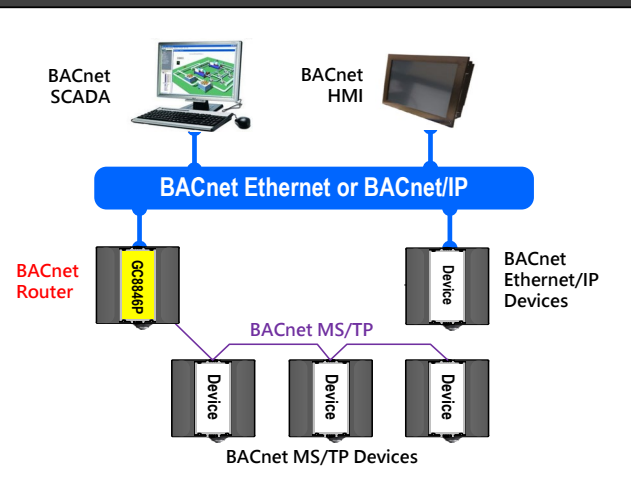 BACnet
SCADA
BACnet
HMI
BACnet Ethernet or BACnet/IP
BACnet
Router
GC8846P
Device
BACnet
Ethernet/IP
Devices
BACnet MS/TP
Device
Device
Device
BACnet MS/TP Devices